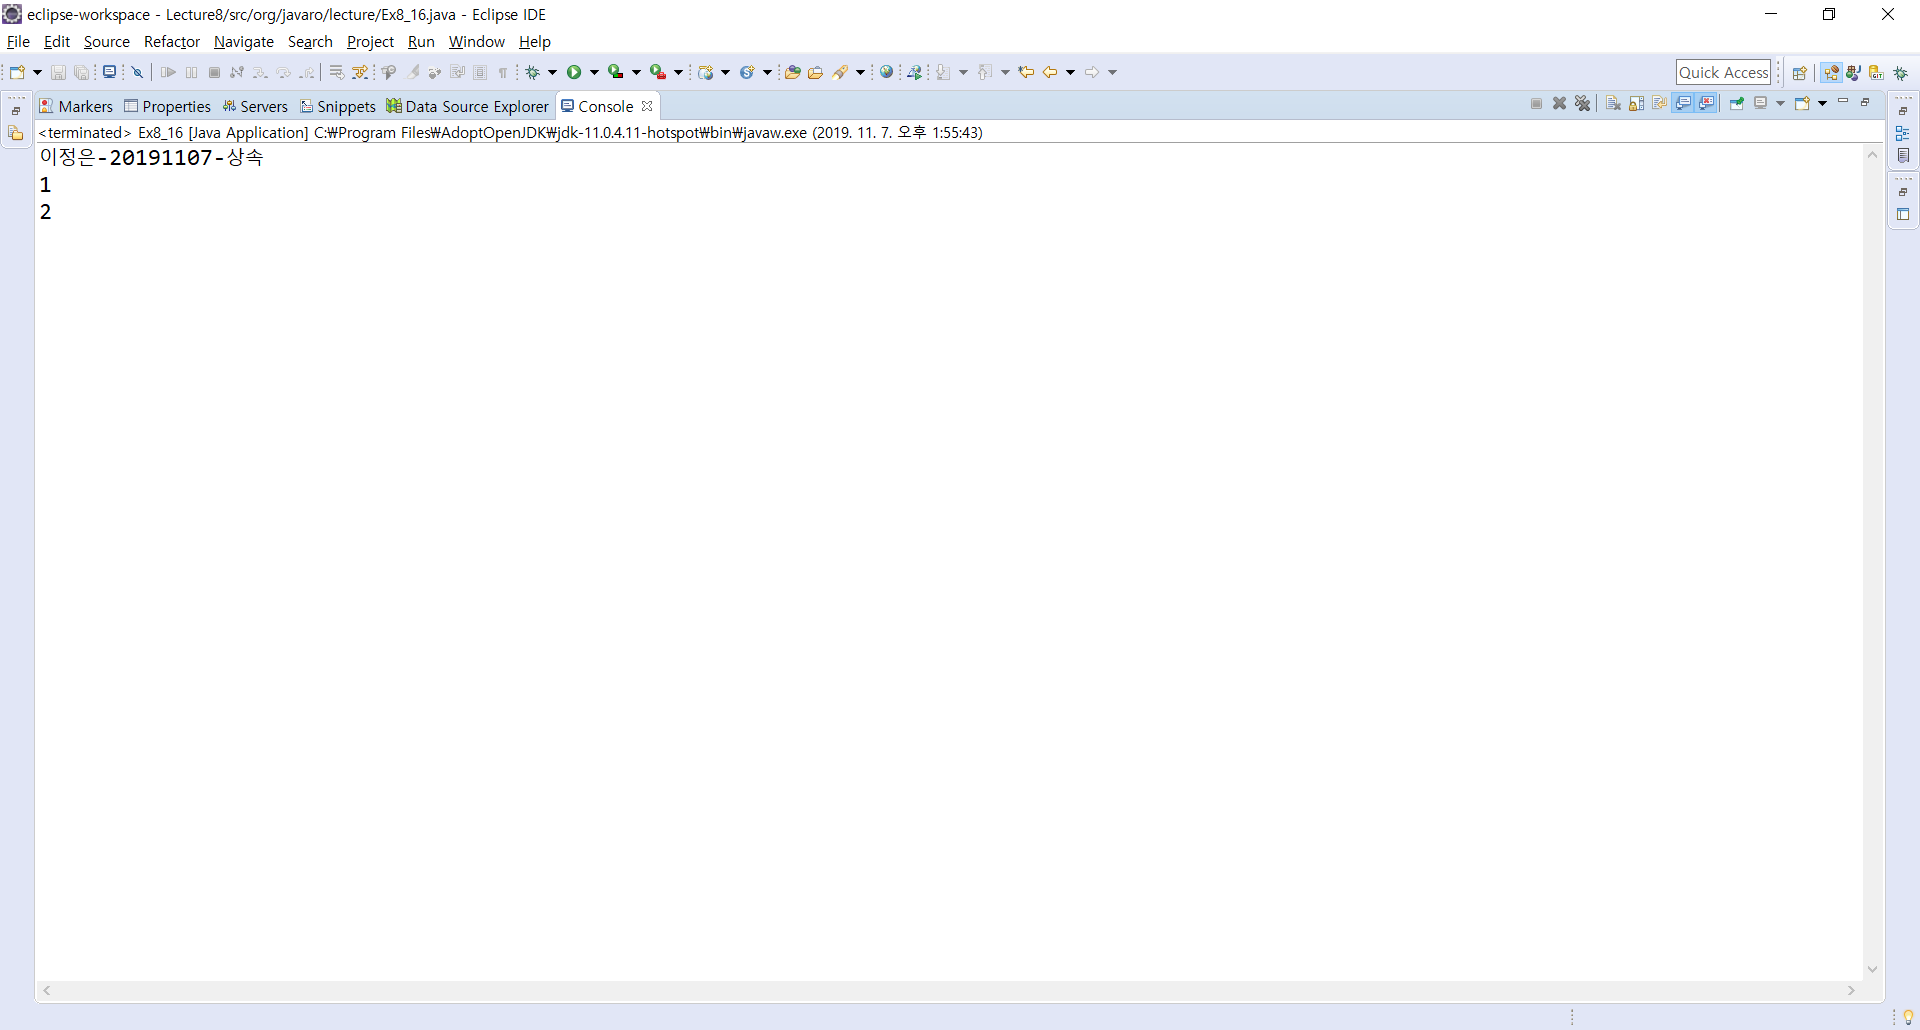 eclipse-workspace - Lecture8/src/org/javaro/lecture/Ex8_16.java - Eclipse IDE
File Edit Source Refactor Navigate Search Project Run Window Help
Quick Access
Markers Properties Servers Snippets Data Source Explorer Console
<terminated> Ex8_16 [Java Application] C:₩Program Files₩AdoptOpenJDK₩jdk-11.0.4.11-hotspot₩bin₩javaw.exe (2019. 11. 7. 오후 1:55:43)
이정은-20191107-상속
1
2